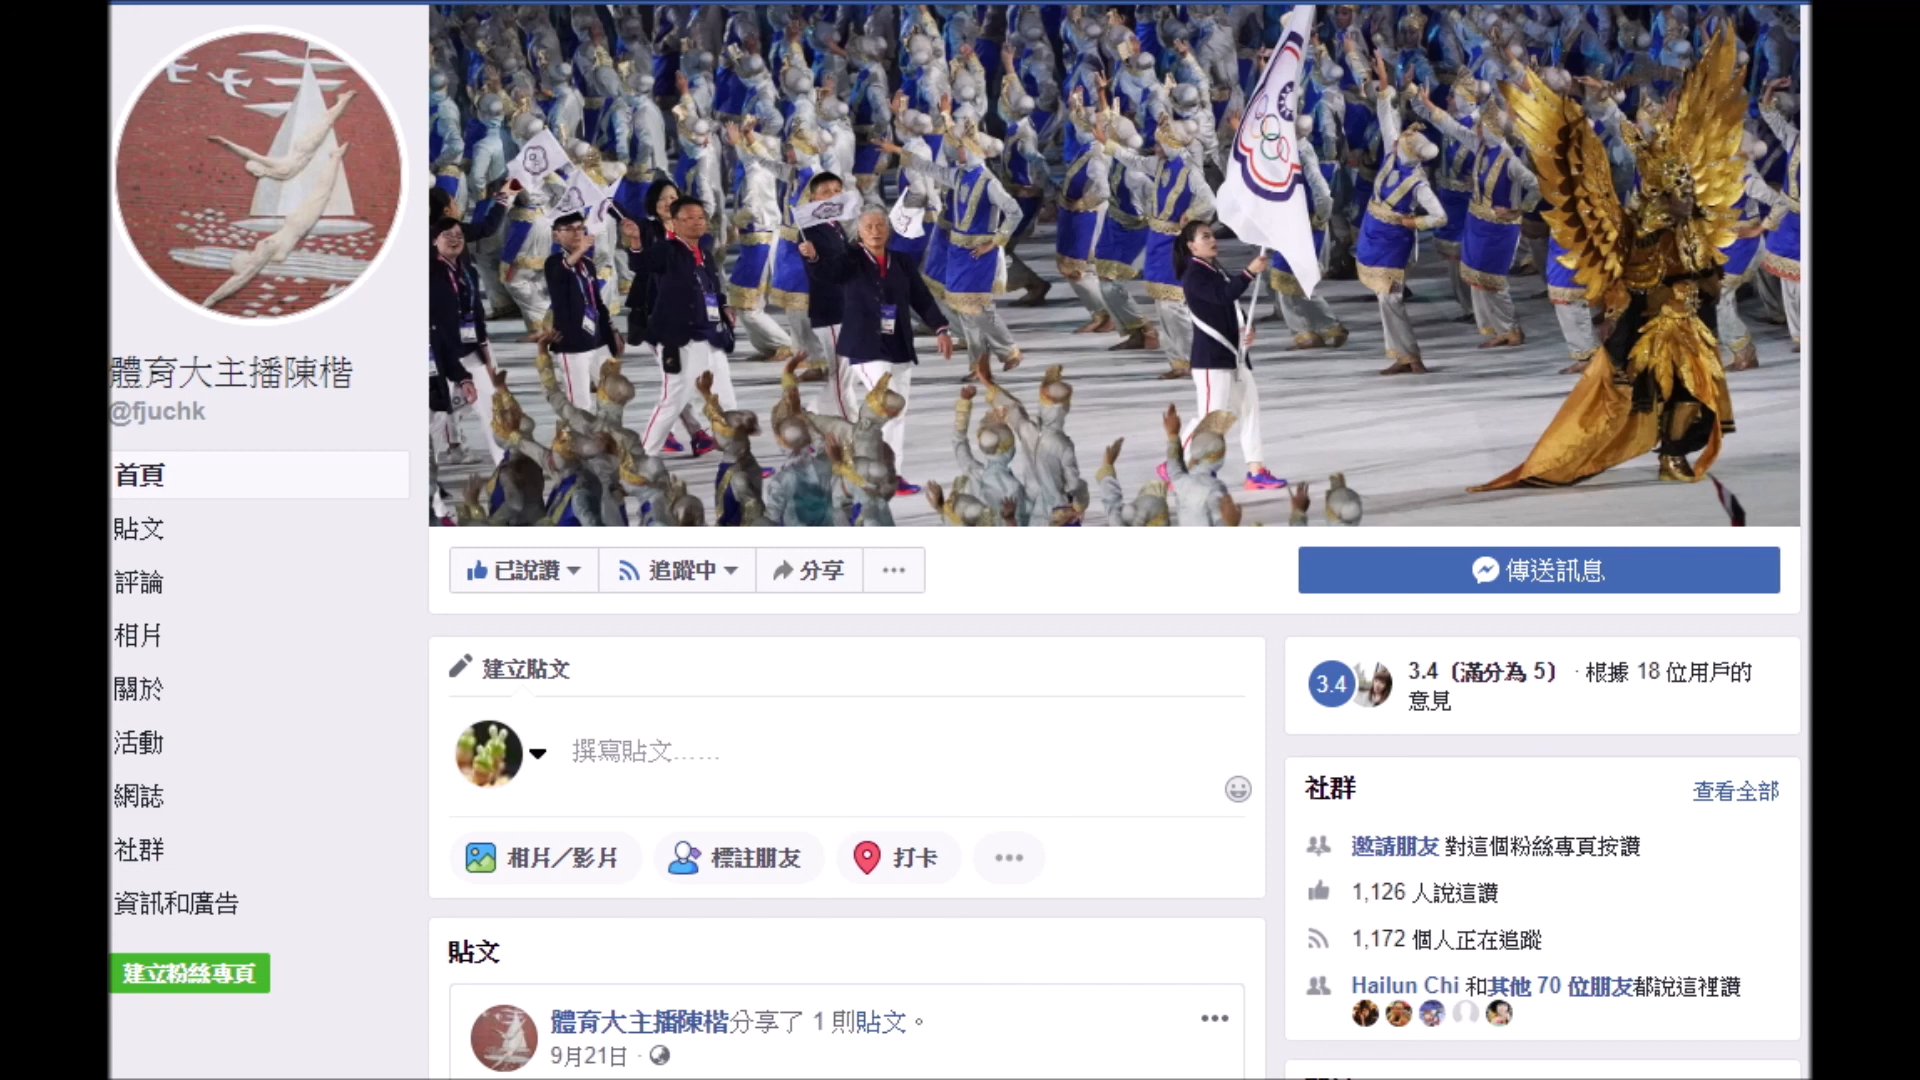 體育大主播陳楷
@fjuchk
首頁
貼文
評論
相片
關於
活動
網誌
社群
資訊和廣告
建立粉絲專頁
已說讚
追蹤中
分享
傳送訊息
建立貼文
撰寫貼文......
相片／影片
標註朋友
打卡
貼文
體育大主播陳楷分享了 1 則貼文。
9月21日
3.4
3.4（滿分為 5） · 根據 18 位用戶的
意見
社群
查看全部
邀請朋友 對這個粉絲專頁按讚
1,126 人說這讚
1,172 個人正在追蹤
Hailun Chi 和其他 70 位朋友都說這裡讚